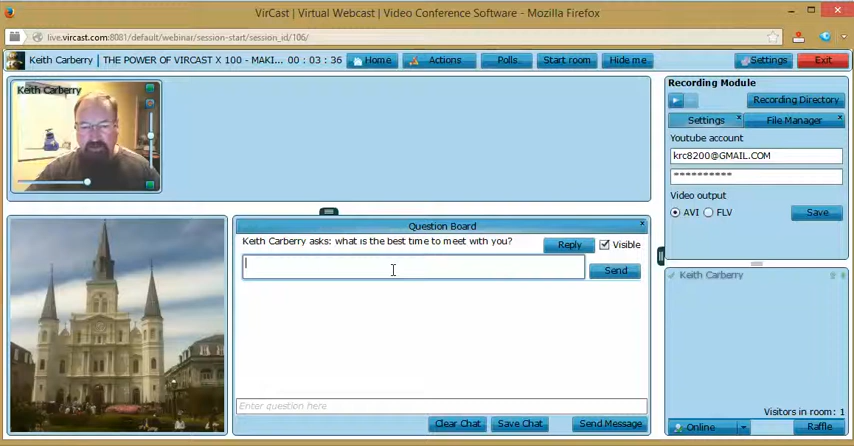 VirCast | Virtual Webcast | Video Conference Software - Mozilla Firefox
live.vircast.com:8081/default/webinar/session-start/session_id/106/
Keith Carberry | THE POWER OF VIRCAST X 100 - MAKI... 00 : 03 : 36 Home Actions Polls Start room Hide me Settings Exit
Keith Carberry
Recording Module
Recording Directory
Settings x File Manager x
Youtube account
krc8200@GMAIL.COM
**********
Video output
AVI FLV Save
Question Board x
Keith Carberry asks: what is the best time to meet with you? Reply Visible
Send
Enter question here
Clear Chat Save Chat Send Message
Keith Carberry
Visitors in room: 1
Online Raffle